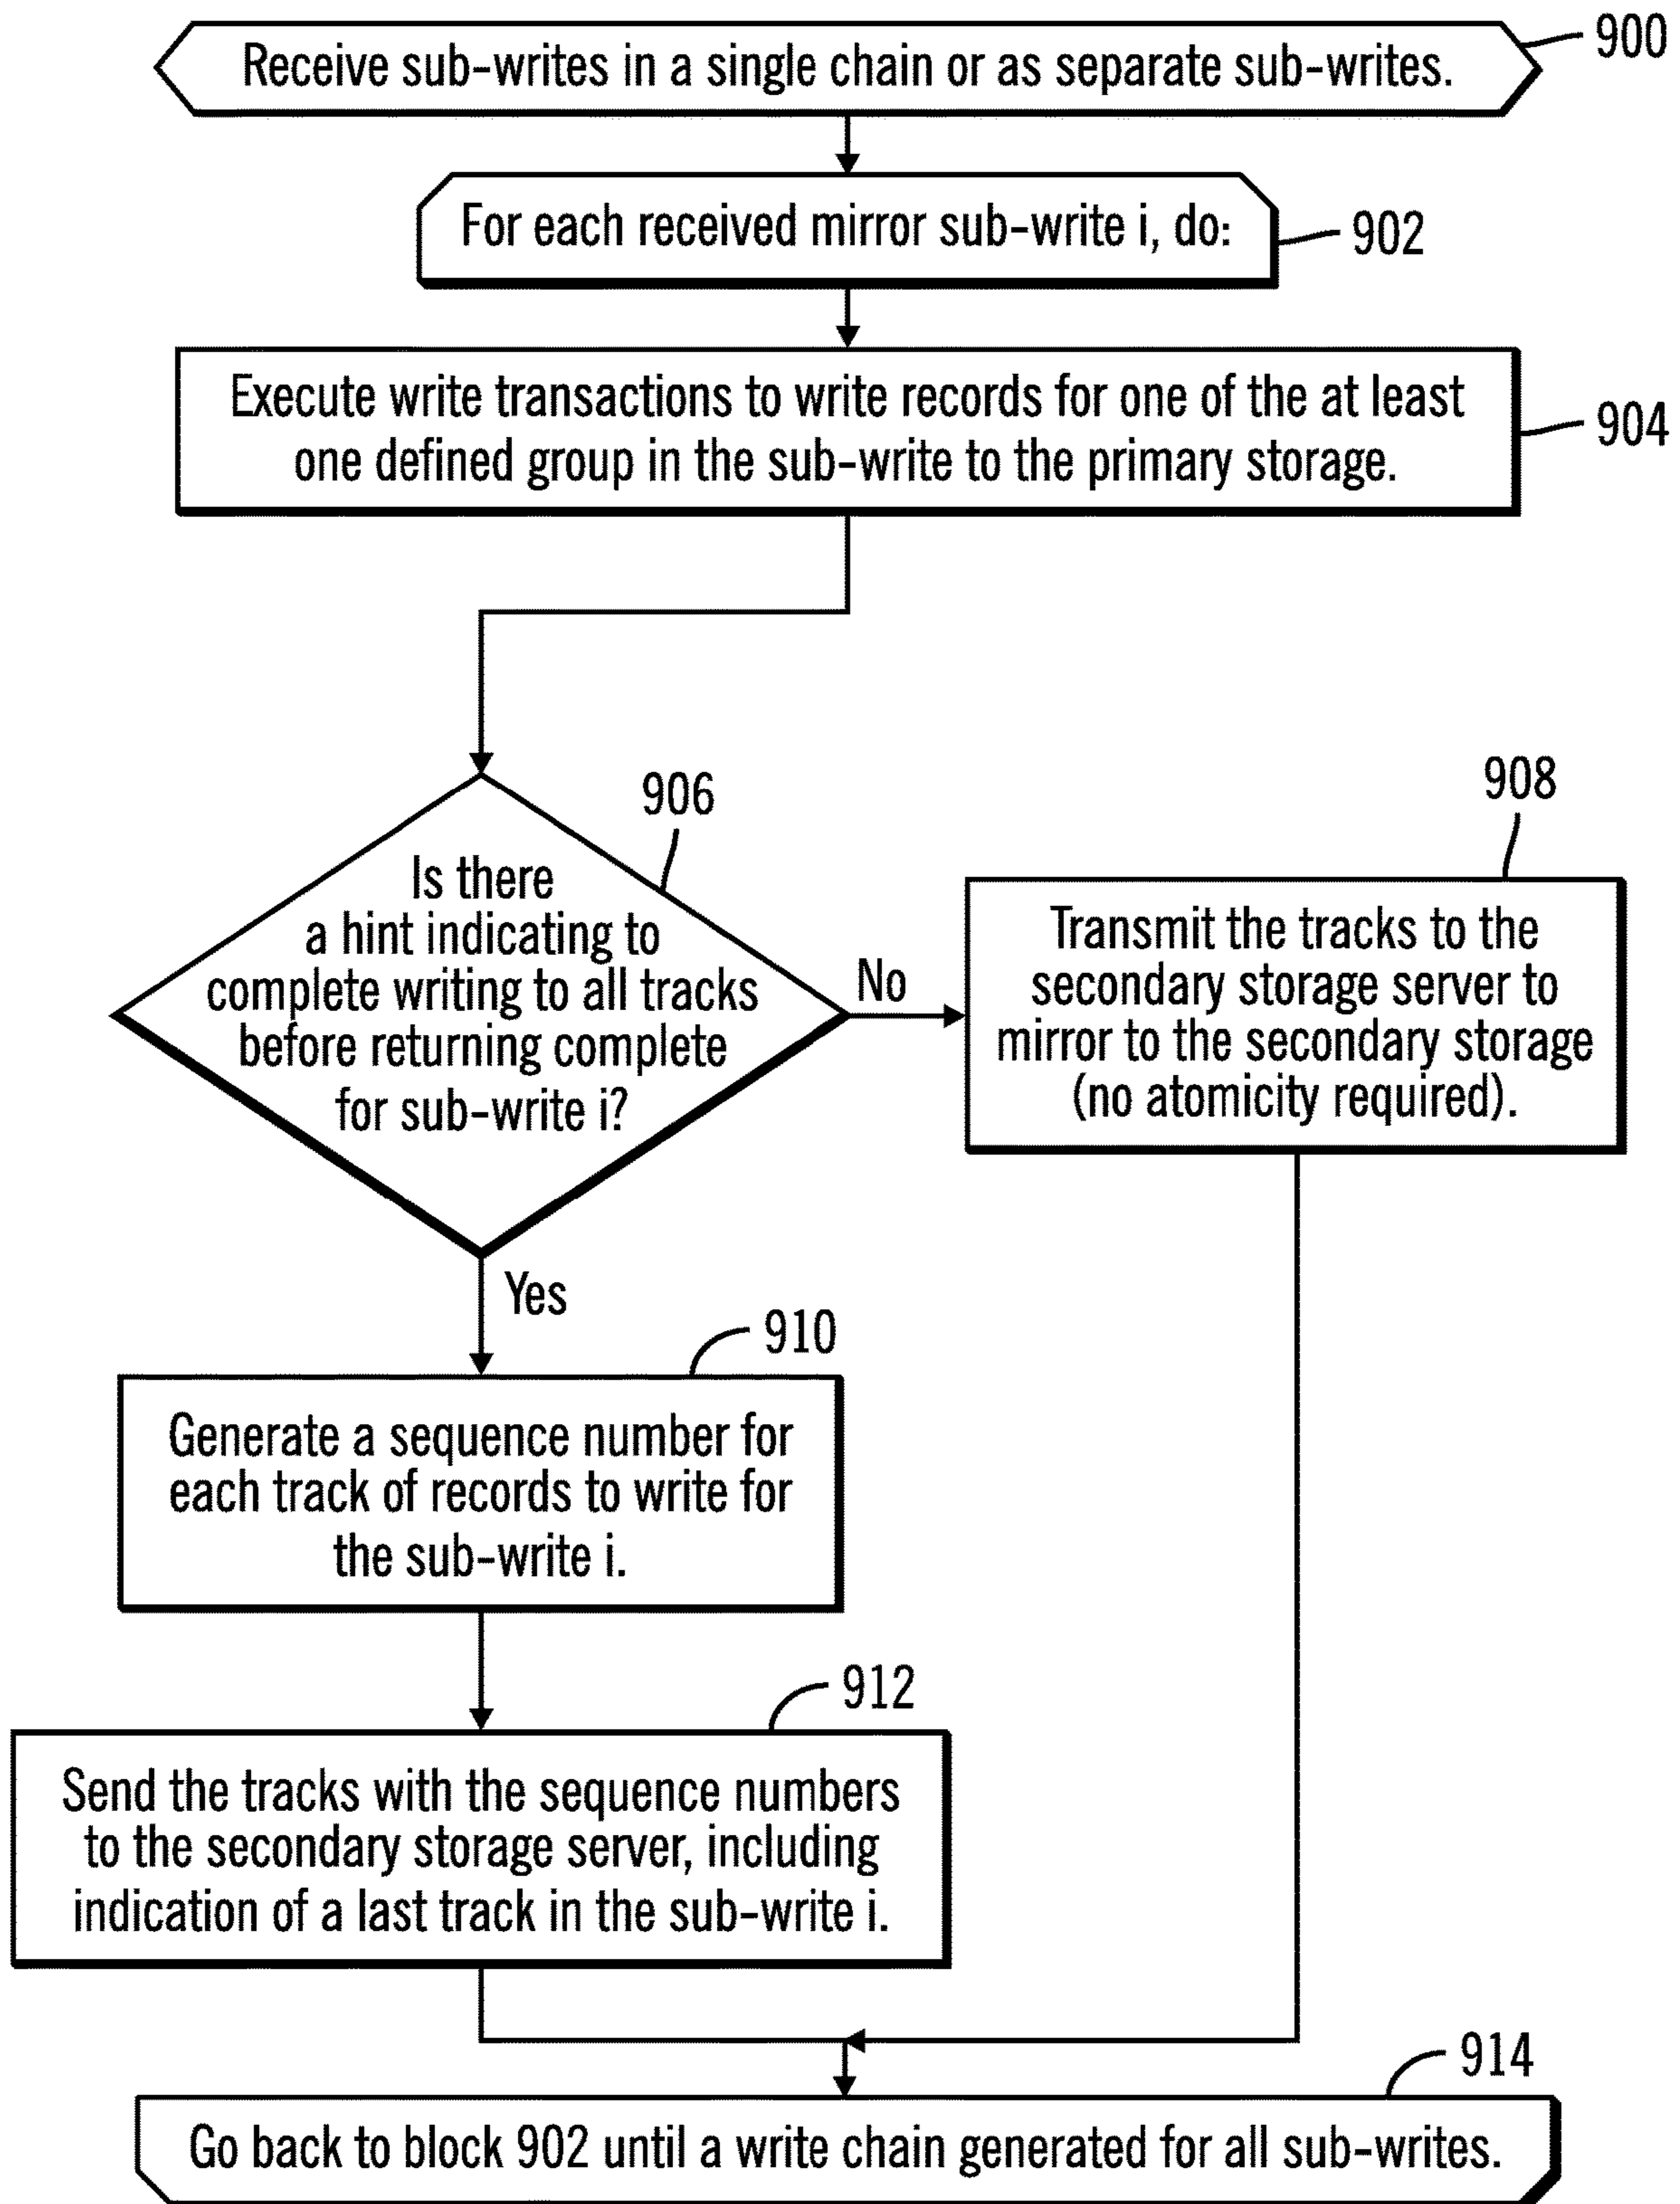 Receive sub-writes in a single chain or as separate sub-writes.
900
For each received mirror sub-write i, do:
902
Execute write transactions to write records for one of the at least
one defined group in the sub-write to the primary storage.
904
906
Is there
a hint indicating to
complete writing to all tracks
before returning complete
for sub-write i?
No
908
Transmit the tracks to the
secondary storage server to
mirror to the secondary storage
(no atomicity required).
Yes
910
Generate a sequence number for
each track of records to write for
the sub-write i.
912
Send the tracks with the sequence numbers
to the secondary storage server, including
indication of a last track in the sub-write i.
914
Go back to block 902 until a write chain generated for all sub-writes.